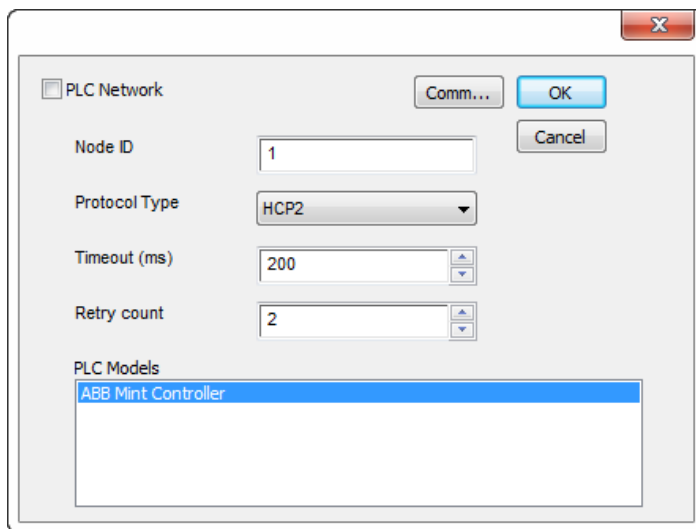 PLC Network
Comm...
OK
Cancel
Node ID
1
Protocol Type
HCP2
Timeout (ms)
200
Retry count
2
PLC Models
ABB Mint Controller